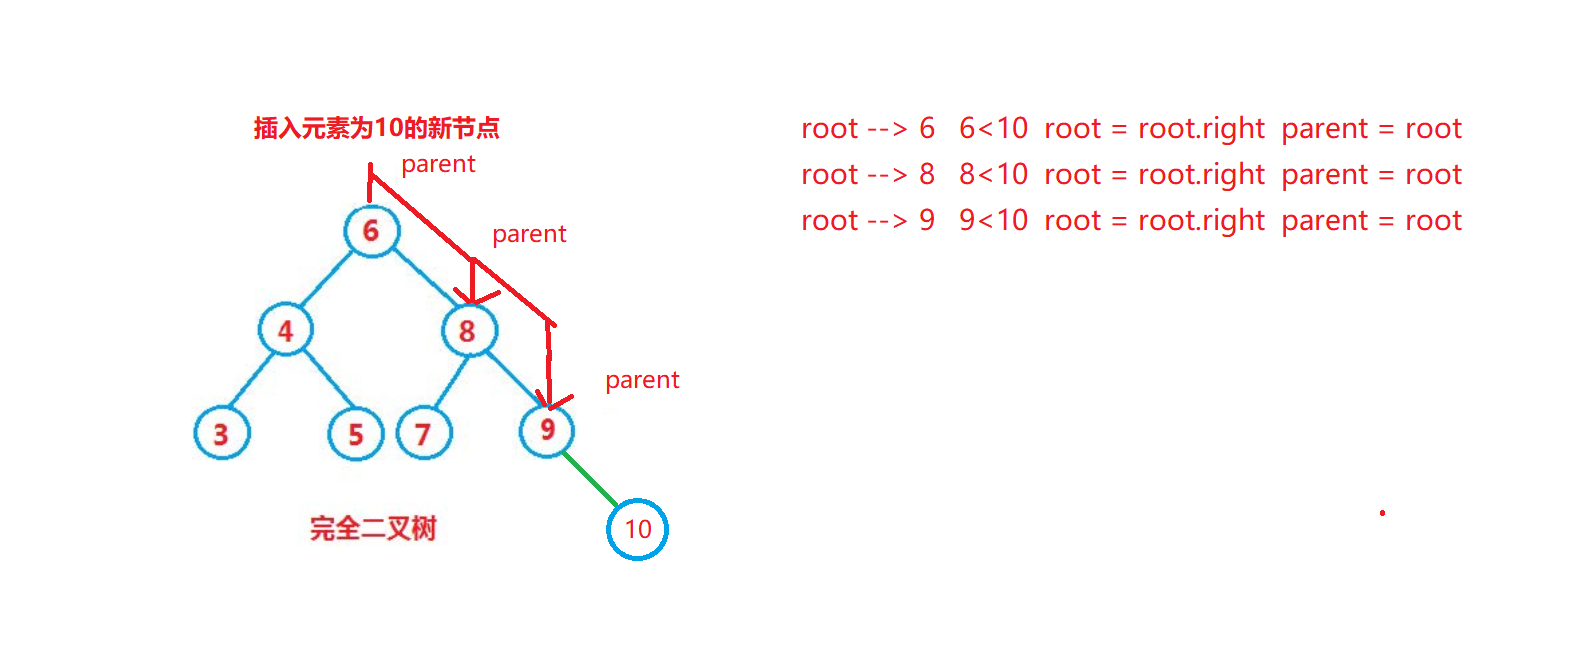 插入元素为10的新节点
parent
parent
6
4
8
parent
3
5
7
9
10
完全二叉树
root --> 6 6<10 root = root.right parent = root
root --> 8 8<10 root = root.right parent = root
root --> 9 9<10 root = root.right parent = root